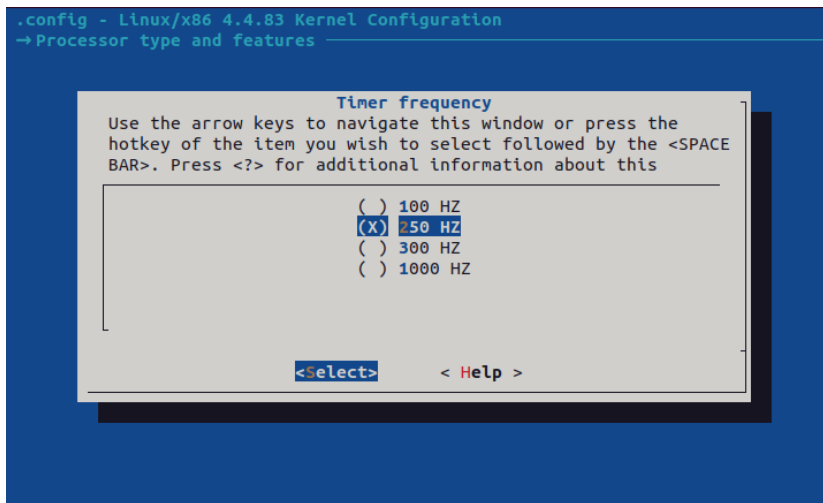 .config - Linux/x86 4.4.83 Kernel Configuration
→ Processor type and features
Timer frequency
Use the arrow keys to navigate this window or press the
hotkey of the item you wish to select followed by the <SPACE
BAR>. Press <?> for additional information about this
( ) 100 HZ
(X) 250 HZ
( ) 300 HZ
( ) 1000 HZ
<Select> < Help >